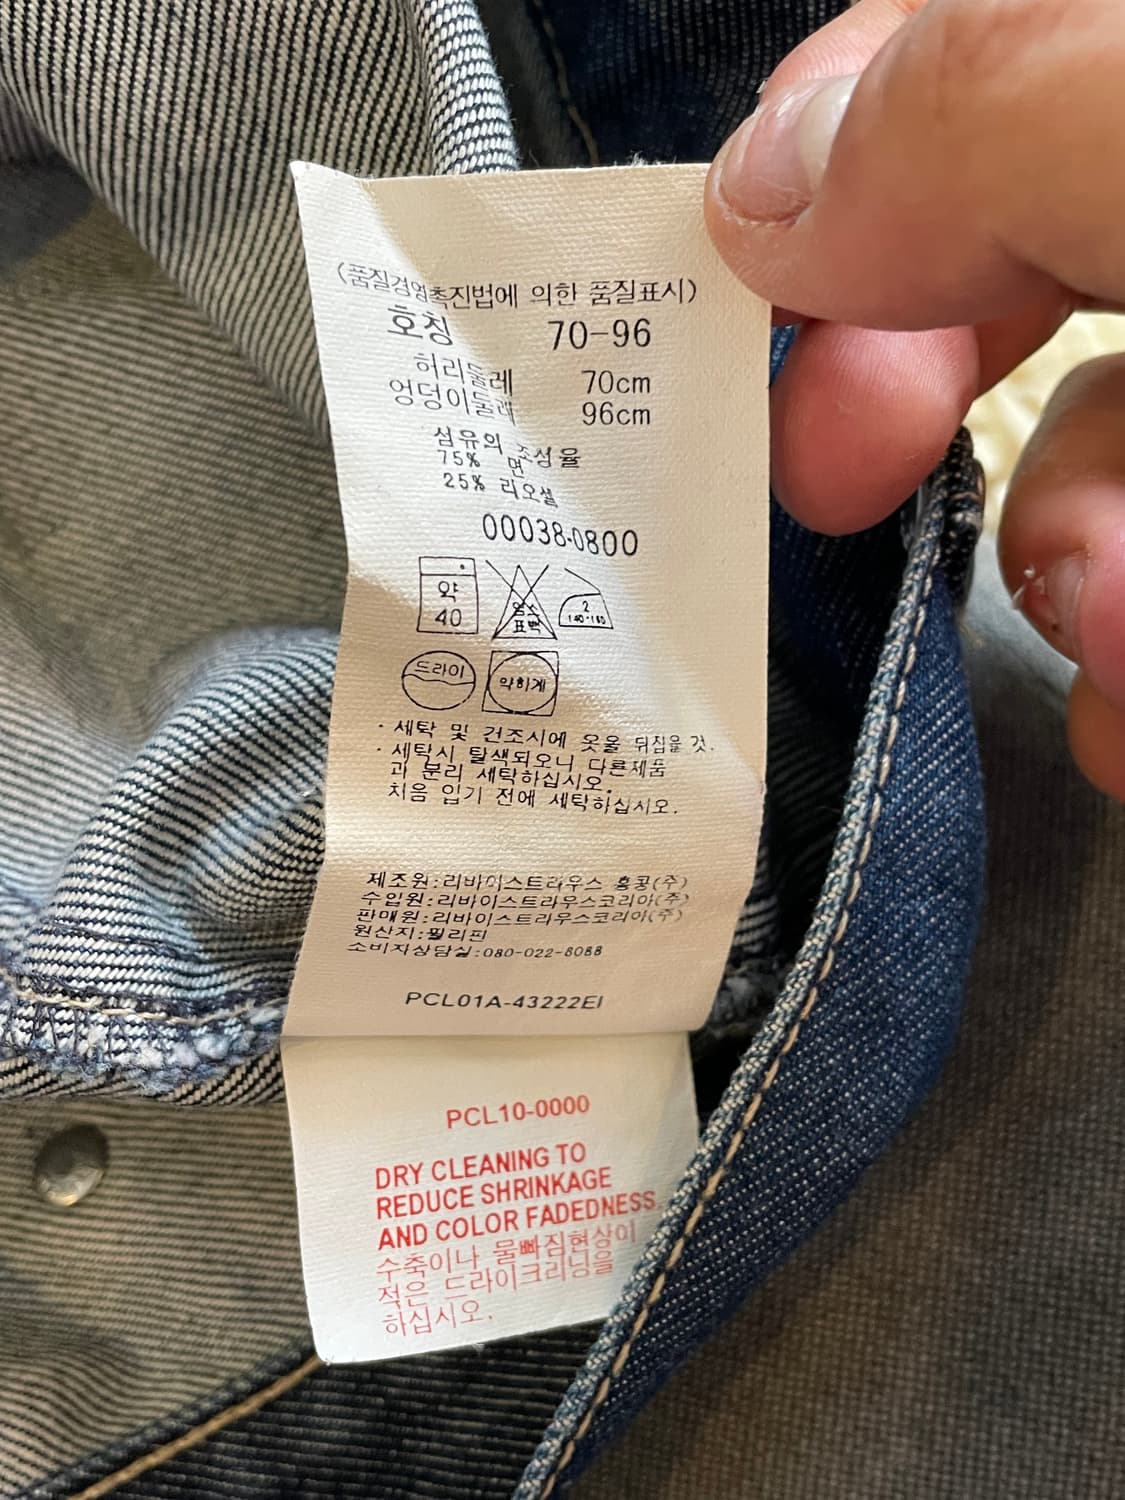 (품질경영촉진법에 의한 품질표시)
호칭 70-96
허리둘레 70cm
엉덩이둘레 96cm
섬유의 조성율
75% 면
25% 리오셀
00038-0800
약
40
염소
표백
2
140-160
드라이
약하게
· 세탁 및 건조시에 옷을 뒤집을 것.
· 세탁시 탈색되오니 다른제품
과 분리 세탁하십시오.
처음 입기 전에 세탁하십시오.
제조원:리바이스트라우스 홍콩(주)
수입원:리바이스트라우스코리아(주)
판매원:리바이스트라우스코리아(주)
원산지:필리핀
소비자상담실:080-022-8088
PCL01A-43222EI
PCL10-0000
DRY CLEANING TO
REDUCE SHRINKAGE
AND COLOR FADEDNESS.
수축이나 물빠짐현상이
적은 드라이크리닝을
하십시오.